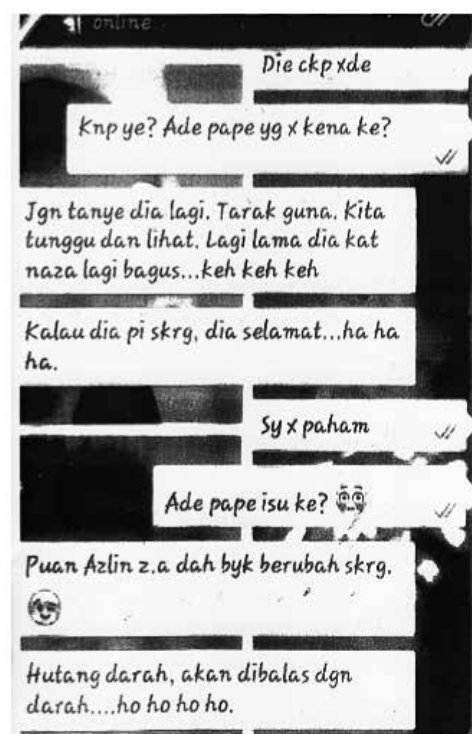 online
Die ckp xde
Knp ye? Ade pape yg x kena ke?
Jgn tanye dia lagi. Tarak guna. Kita
tunggu dan lihat. Lagi lama dia kat
naza lagi bagus...keh keh keh
Kalau dia pi skrg, dia selamat...ha ha
ha.
Sy x paham
Ade pape isu ke?
Puan Azlin z.a dah byk berubah skrg.
Hutang darah, akan dibalas dgn
darah....ho ho ho ho.